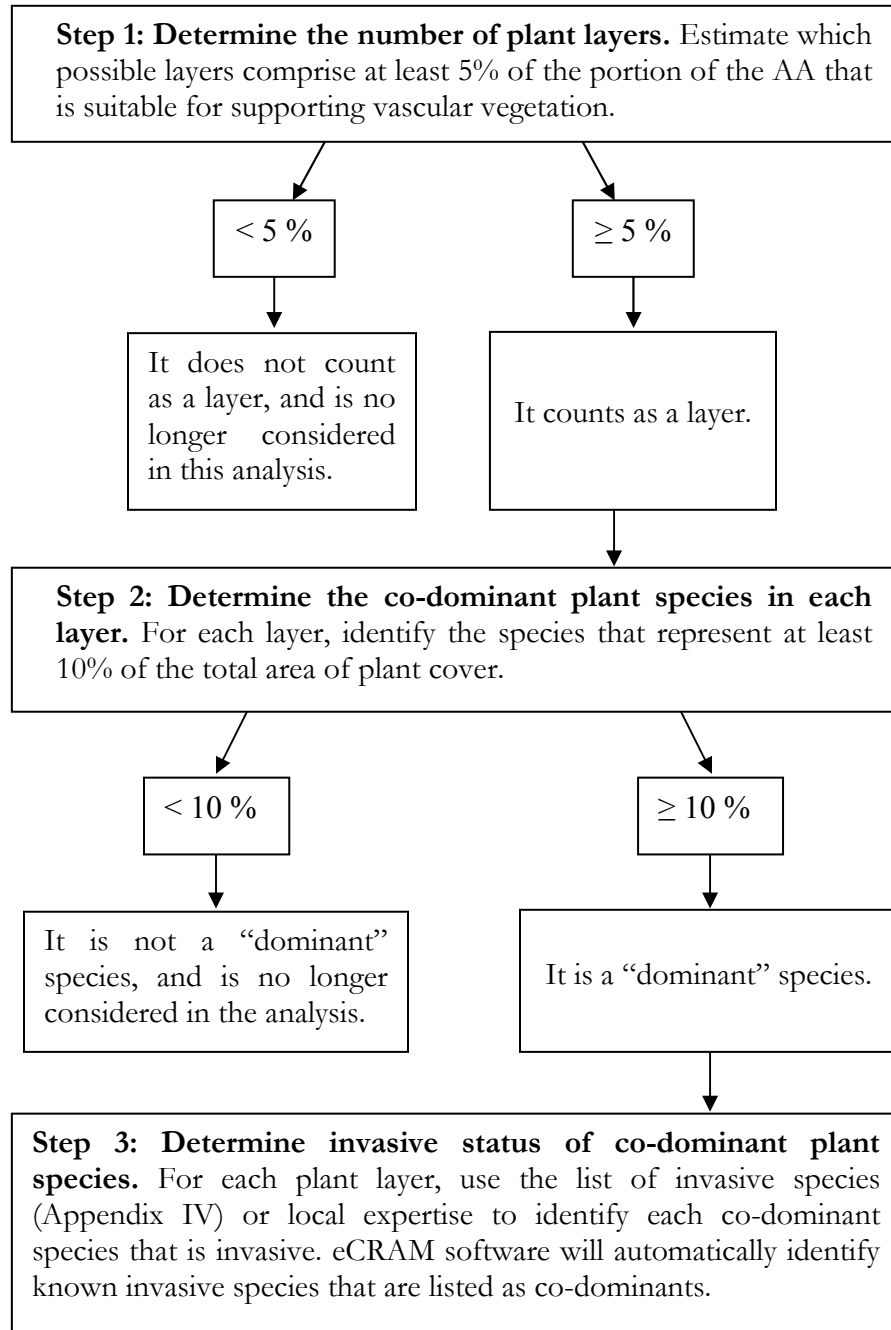 Step 1: Determine the number of plant layers. Estimate which
possible layers comprise at least 5% of the portion of the AA that
is suitable for supporting vascular vegetation.
< 5 %
≥ 5 %
It does not count
as a layer, and is no
longer considered
in this analysis.
It counts as a layer.
Step 2: Determine the co-dominant plant species in each
layer. For each layer, identify the species that represent at least
10% of the total area of plant cover.
< 10 %
≥ 10 %
It is not a “dominant”
species, and is no longer
considered in the analysis.
It is a “dominant” species.
Step 3: Determine invasive status of co-dominant plant
species. For each plant layer, use the list of invasive species
(Appendix IV) or local expertise to identify each co-dominant
species that is invasive. eCRAM software will automatically identify
known invasive species that are listed as co-dominants.